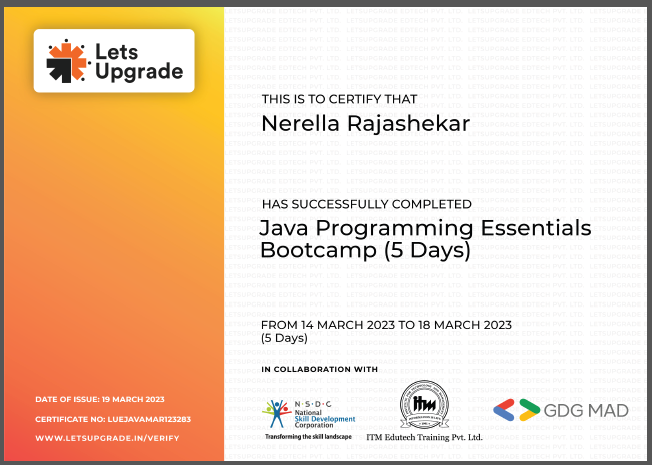 Lets
Upgrade
THIS IS TO CERTIFY THAT
Nerella Rajashekar
HAS SUCCESSFULLY COMPLETED
Java Programming Essentials
Bootcamp (5 Days)
FROM 14 MARCH 2023 TO 18 MARCH 2023
(5 Days)
IN COLLABORATION WITH
DATE OF ISSUE: 19 MARCH 2023
CERTIFICATE NO: LUEJAVAMAR123283
WWW.LETSUPGRADE.IN/VERIFY
N·S·D·C
National
Skill Development
Corporation
Transforming the skill landscape
itm
ITM Edutech Training Pvt. Ltd.
GDG MAD